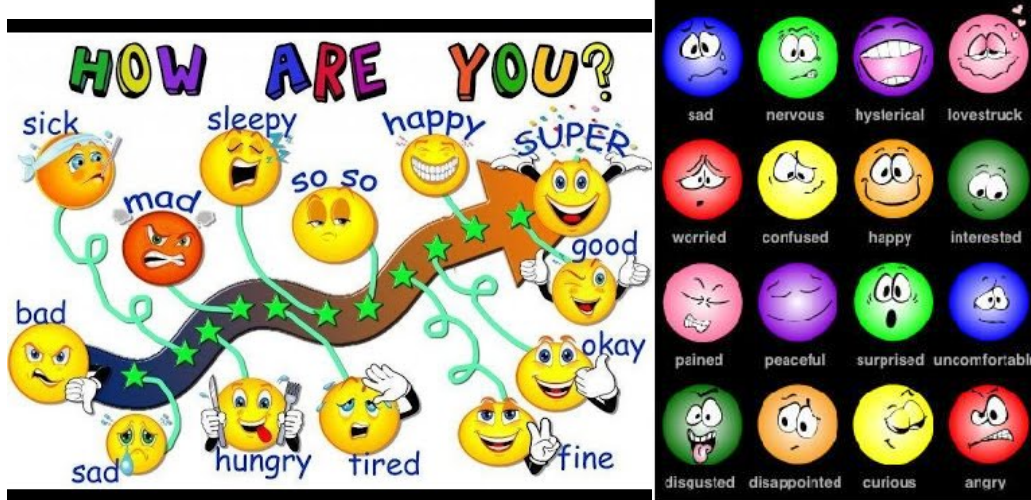 HOW ARE YOU?
sick
sleepy
happy
SUPER
mad
so so
good
bad
okay
sad
hungry
tired
fine
sad nervous hysterical lovestruck
worried confused happy interested
pained peaceful surprised uncomfortabl
disgusted disappointed curious angry